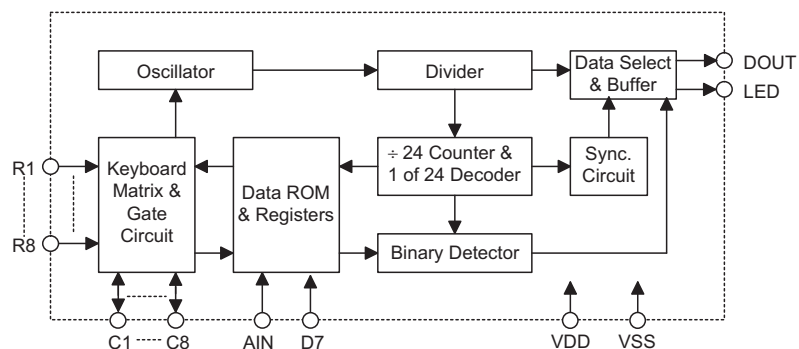 Oscillator
Divider
Data Select
& Buffer
DOUT
LED
R1
R8
Keyboard
Matrix &
Gate
Circuit
Data ROM
& Registers
÷ 24 Counter &
1 of 24 Decoder
Sync.
Circuit
Binary Detector
C1
C8
AIN
D7
VDD
VSS